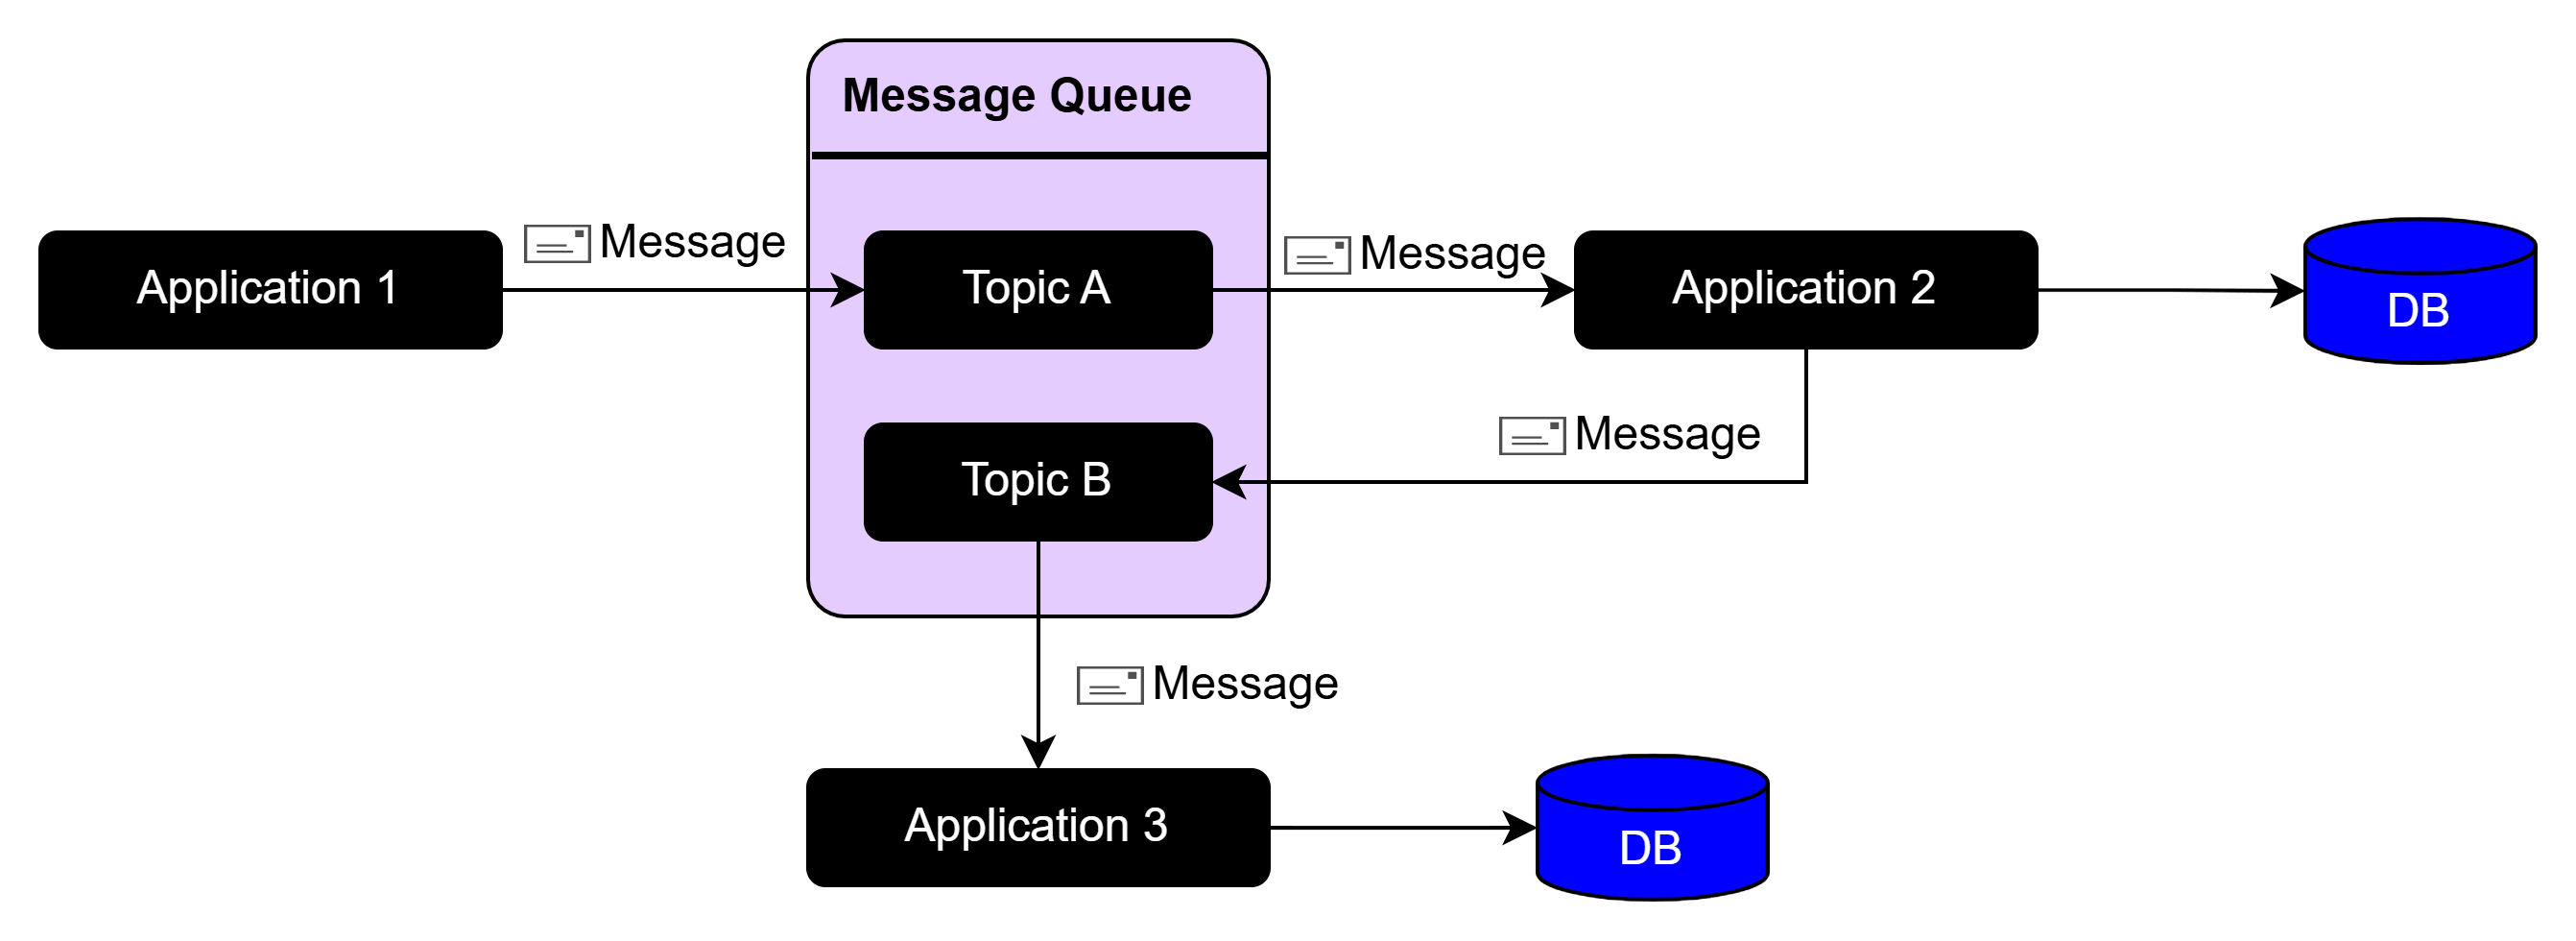 Message Queue
Application 1
Message
Topic A
Message
Application 2
DB
Message
Topic B
Message
Application 3
DB